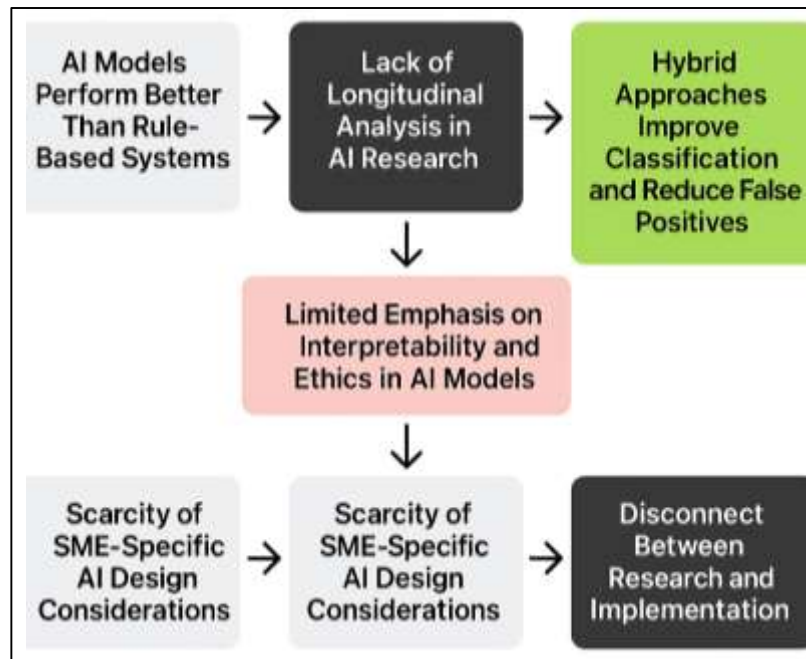 AI Models
Perform Better
Than Rule-
Based Systems
Lack of
Longitudinal
Analysis in
AI Research
Hybrid
Approaches
Improve
Classification
and Reduce False
Positives
Limited Emphasis on
Interpretability and
Ethics in AI Models
Scarcity of
SME-Specific
AI Design
Considerations
Scarcity of
SME-Specific
AI Design
Considerations
Disconnect
Between
Research and
Implementation